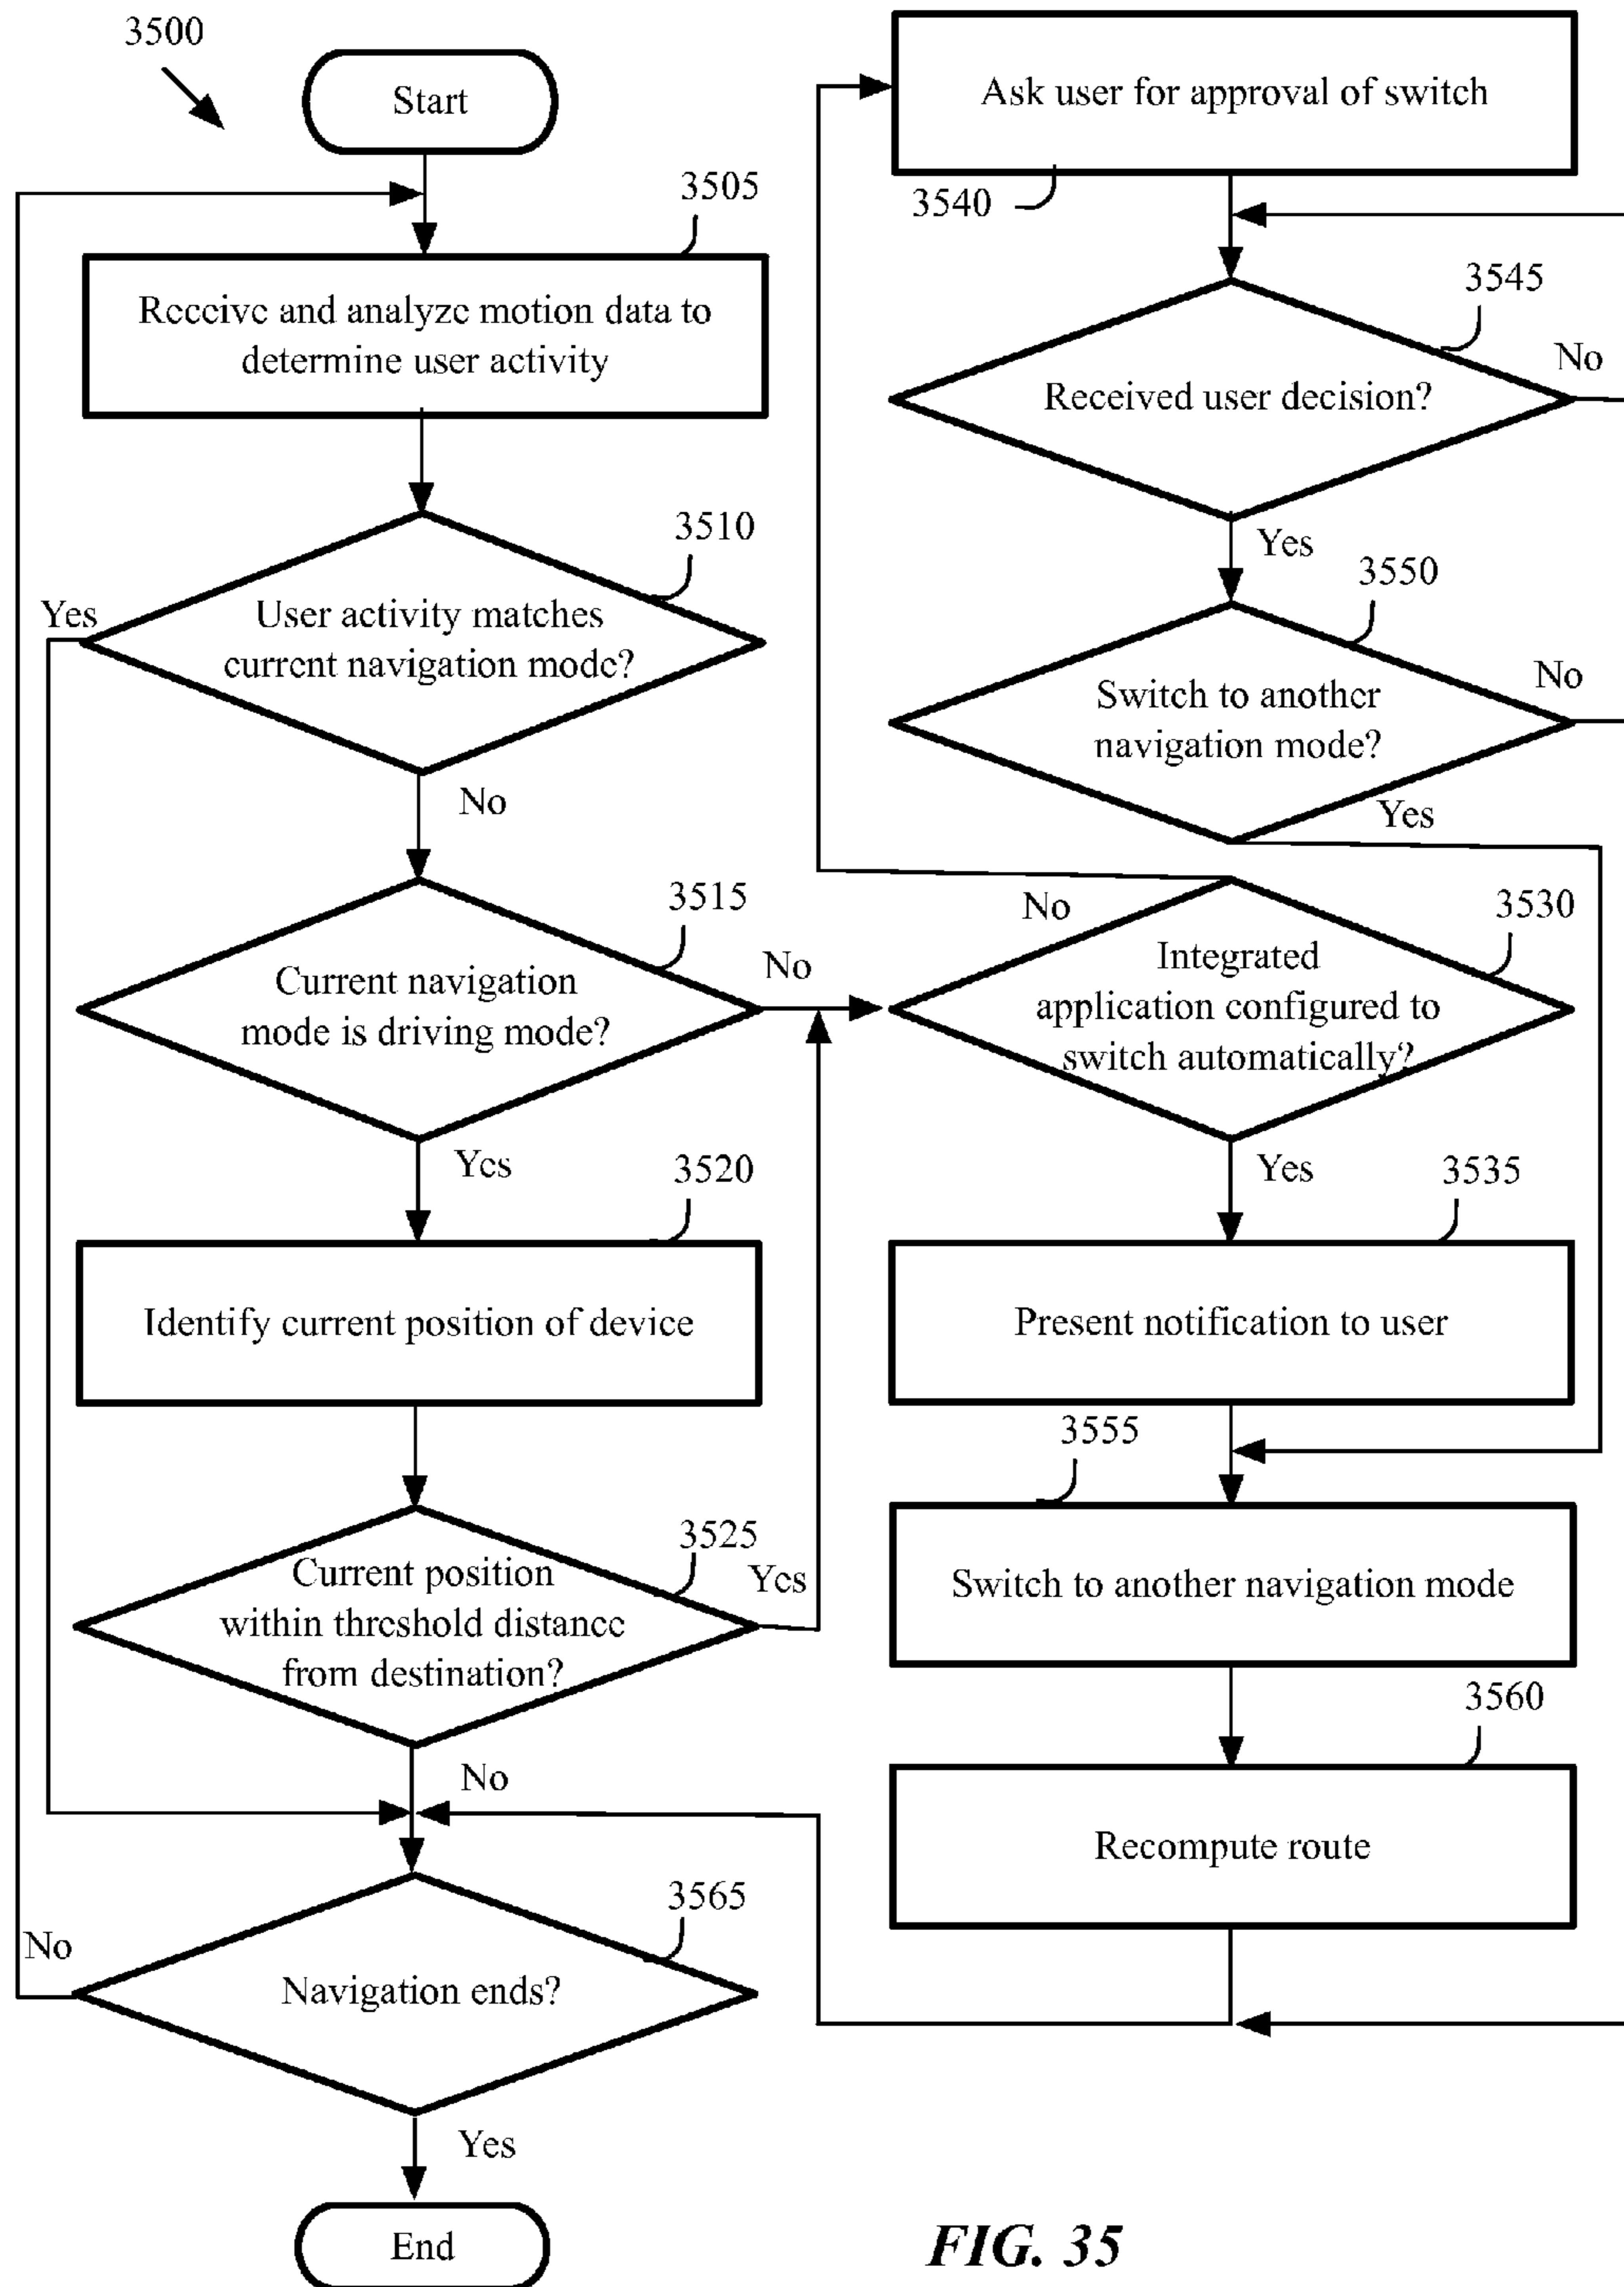 3500
Start
3505
Receive and analyze motion data to
determine user activity
3510
Yes
User activity matches
current navigation mode?
No
3515
Current navigation
mode is driving mode?
No
Yes
3520
Identify current position of device
3525
Current position
within threshold distance
from destination?
Yes
No
3565
No
Navigation ends?
Yes
End
Ask user for approval of switch
3540
3545
Received user decision?
No
Yes
3550
Switch to another
navigation mode?
No
Yes
3530
No
Integrated
application configured to
switch automatically?
Yes
3535
Present notification to user
3555
Switch to another navigation mode
3560
Recompute route
FIG. 35